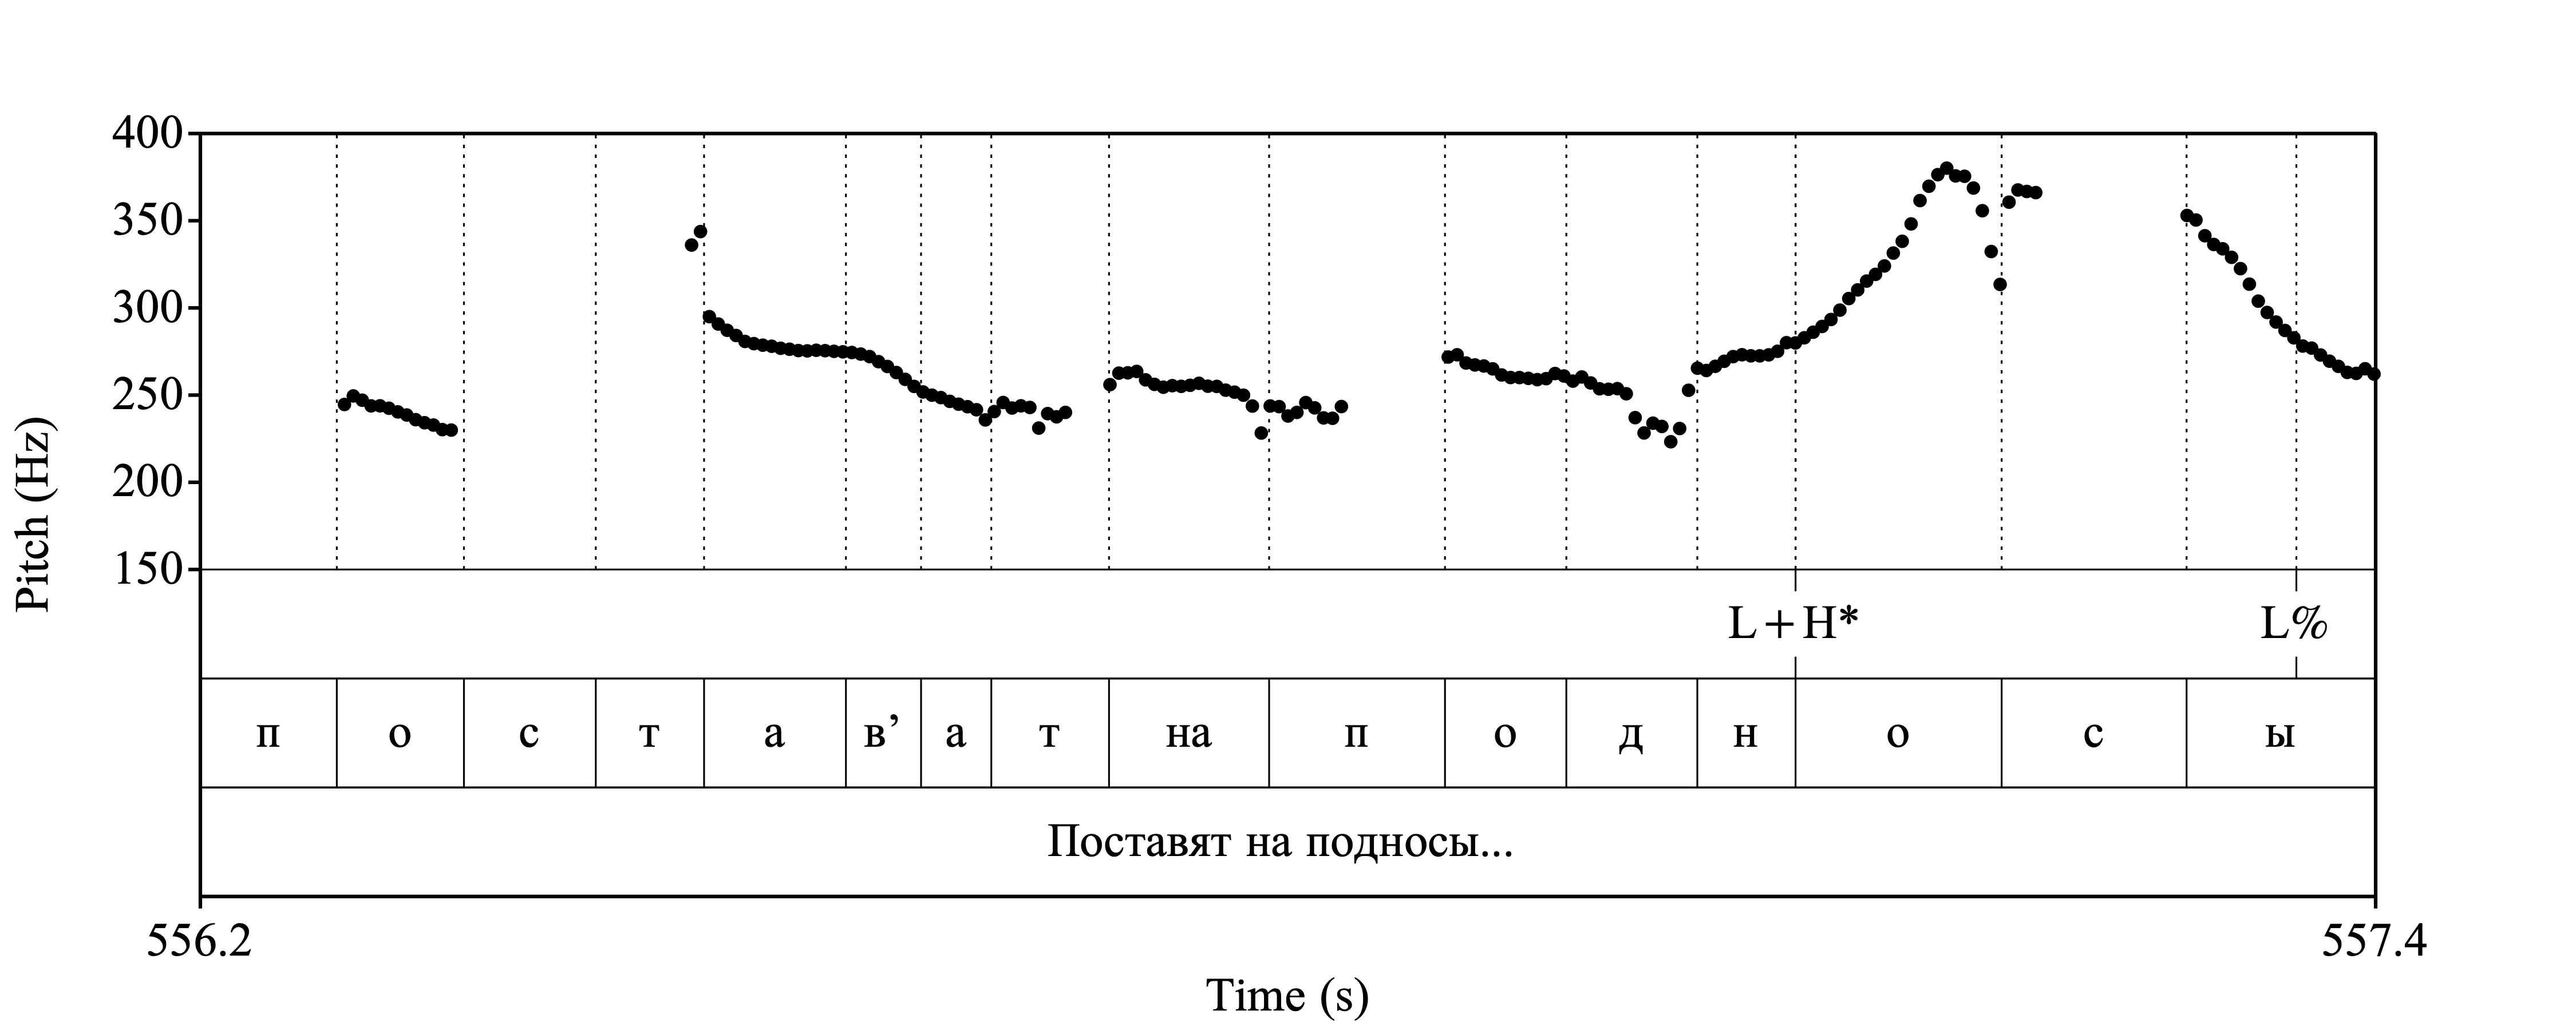 400
350
300
250
200
150
Pitch (Hz)
L+H* L%
п о с т а в’ а т на п о д н о с ы
Поставят на подносы...
556.2 557.4
Time (s)